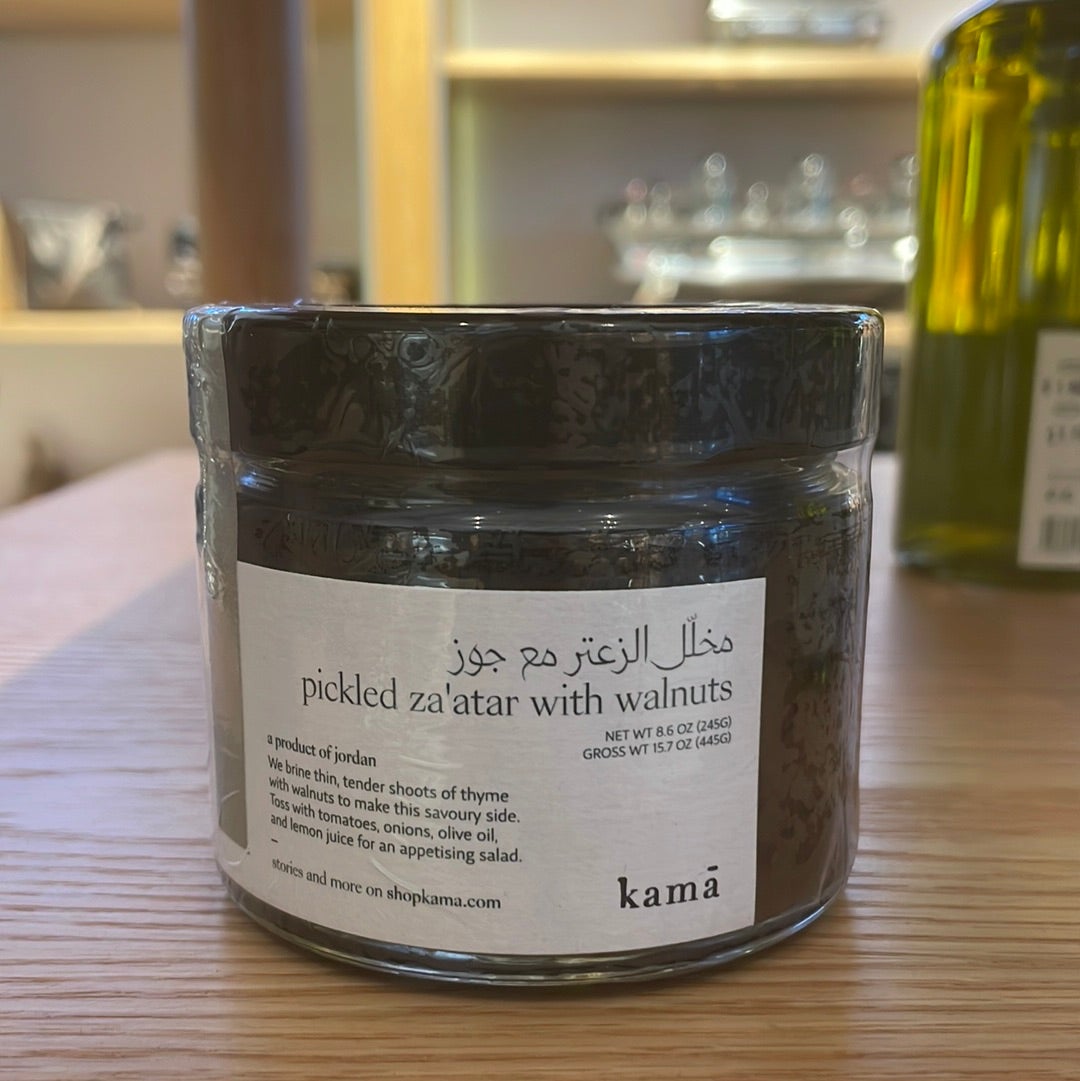 مخلّل الزعتر مع جوز
pickled za'atar with walnuts
NET WT 8.6 OZ (245G)
GROSS WT 15.7 OZ (445G)
a product of jordan
We brine thin, tender shoots of thyme
with walnuts to make this savoury side.
Toss with tomatoes, onions, olive oil,
and lemon juice for an appetising salad.
–
stories and more on shopkama.com
kamā